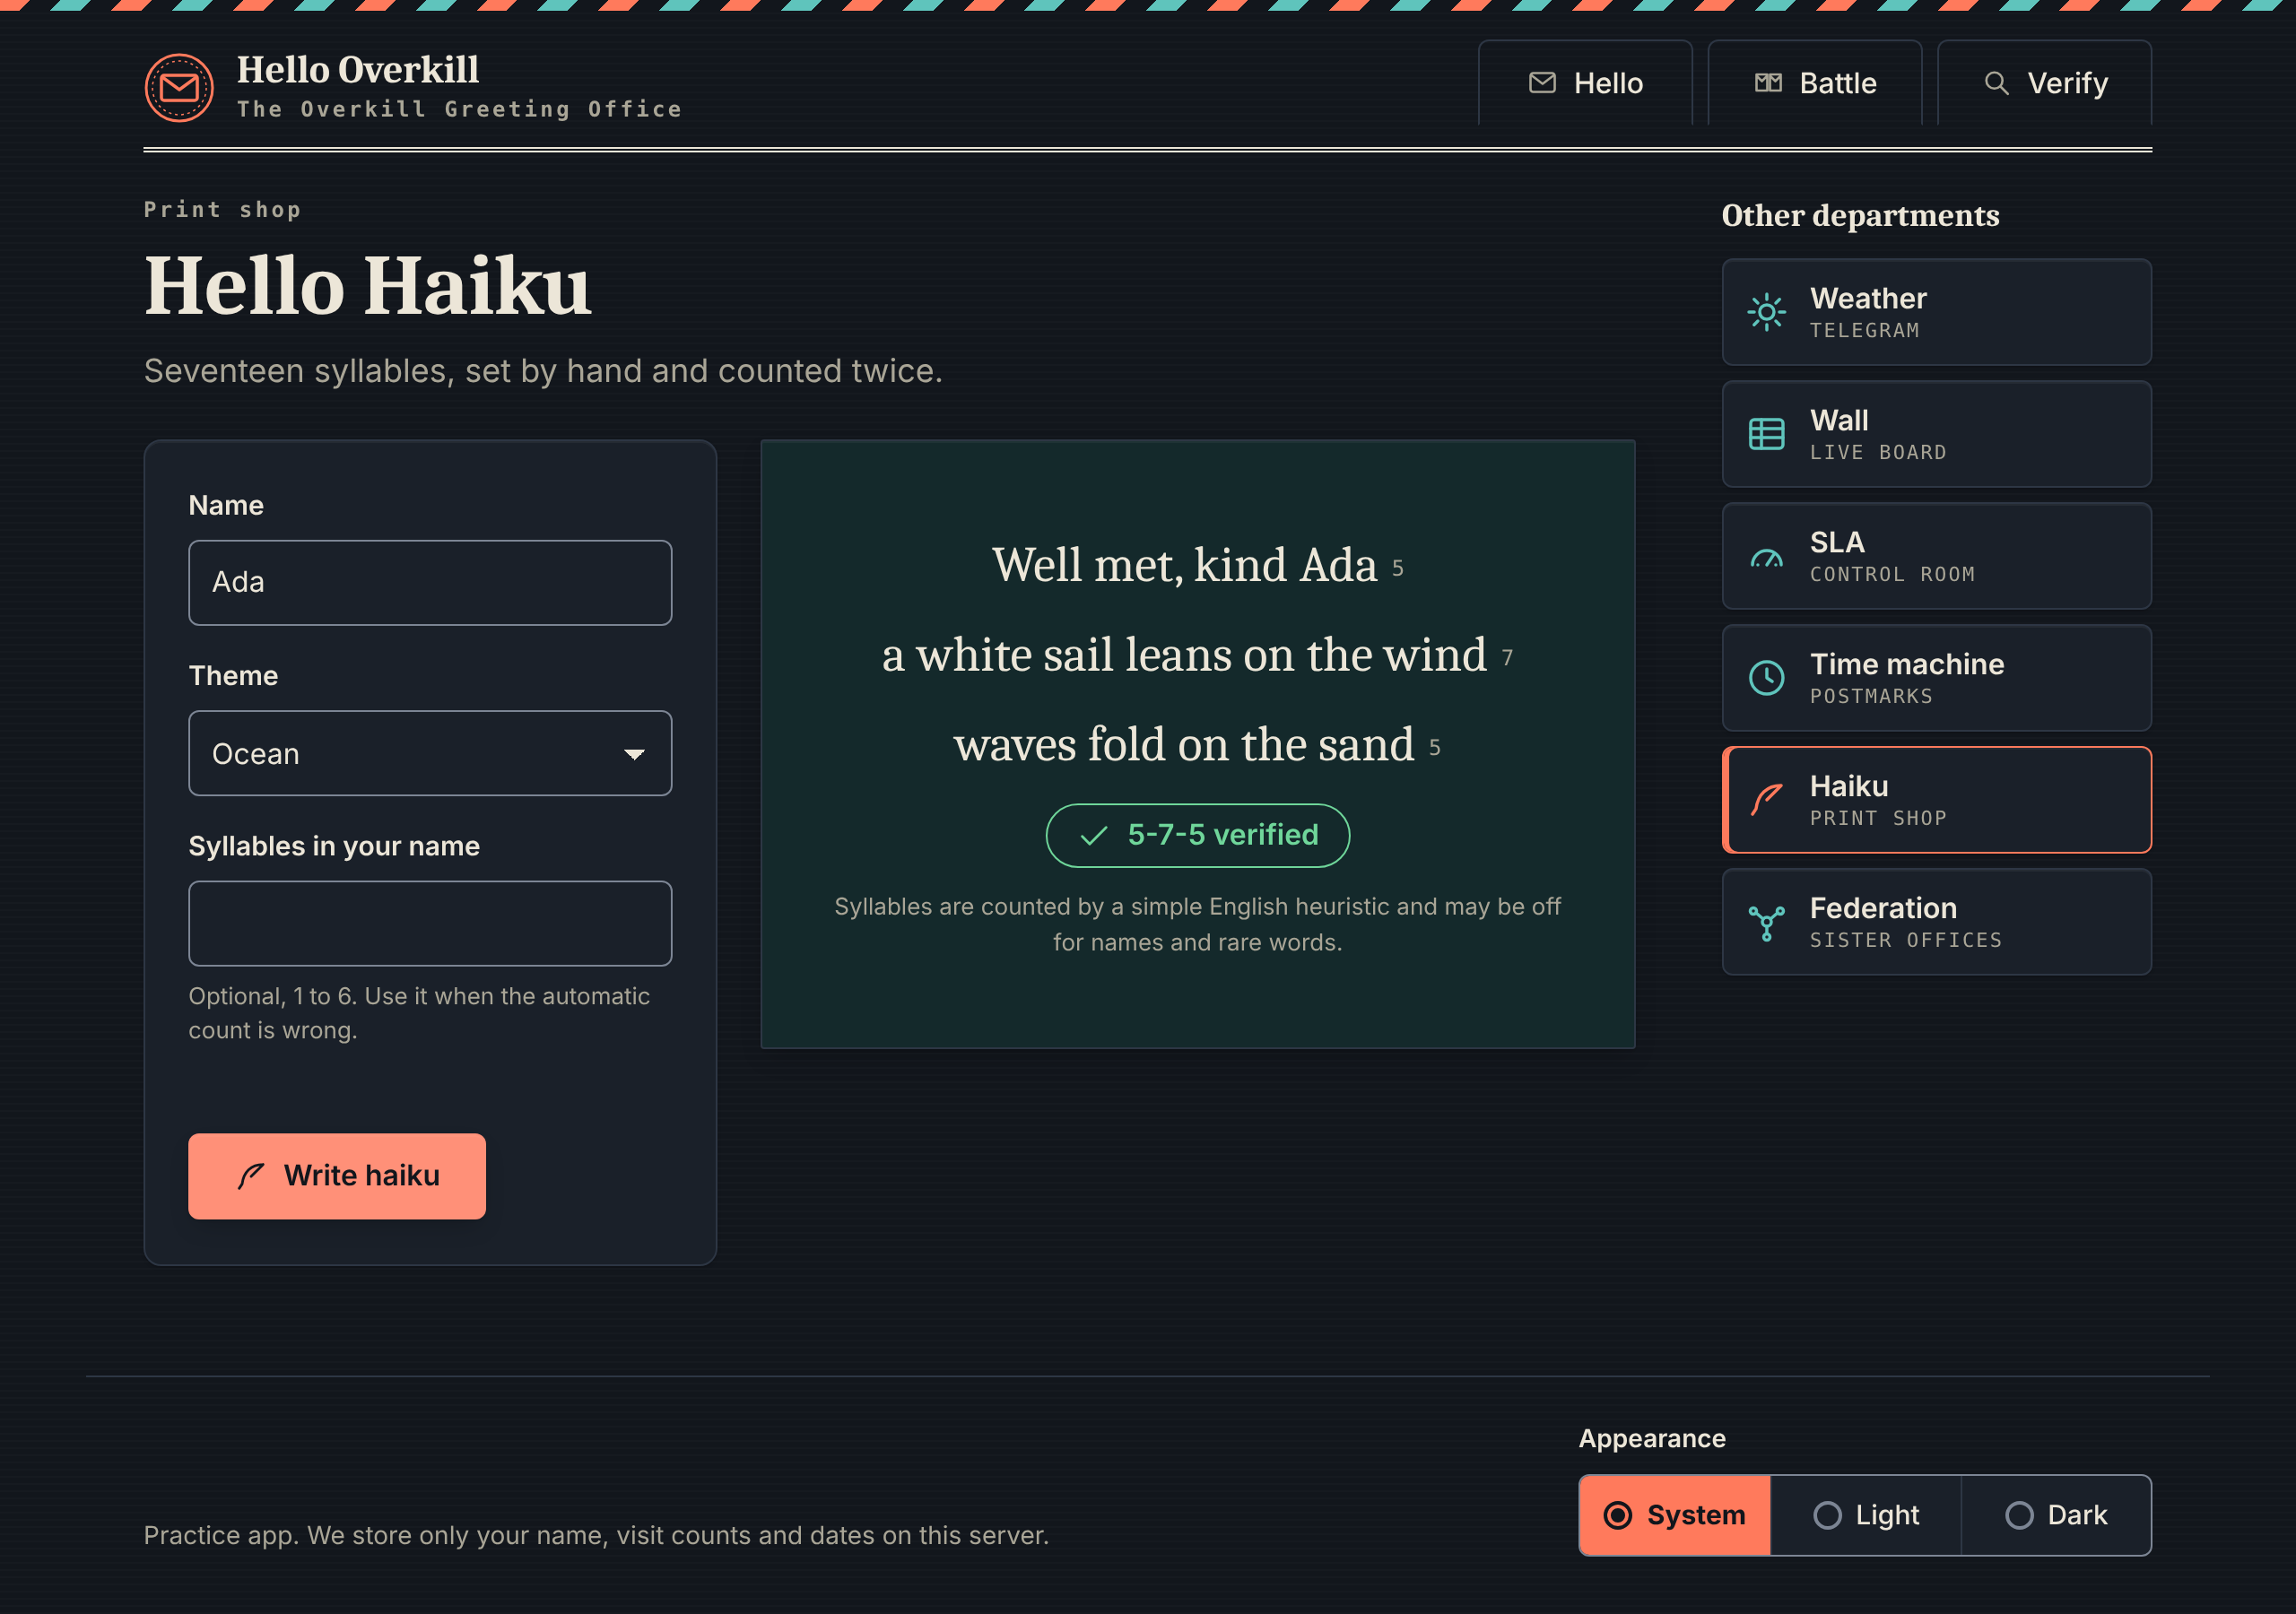 Hello Overkill
The Overkill Greeting Office
Hello
Battle
Verify
Print shop
Hello Haiku
Seventeen syllables, set by hand and counted twice.
Name
Ada
Theme
Ocean
Syllables in your name
Optional, 1 to 6. Use it when the automatic
count is wrong.
Write haiku
Well met, kind Ada 5
a white sail leans on the wind 7
waves fold on the sand 5
5-7-5 verified
Syllables are counted by a simple English heuristic and may be off
for names and rare words.
Other departments
Weather
TELEGRAM
Wall
LIVE BOARD
SLA
CONTROL ROOM
Time machine
POSTMARKS
Haiku
PRINT SHOP
Federation
SISTER OFFICES
Practice app. We store only your name, visit counts and dates on this server.
Appearance
System
Light
Dark